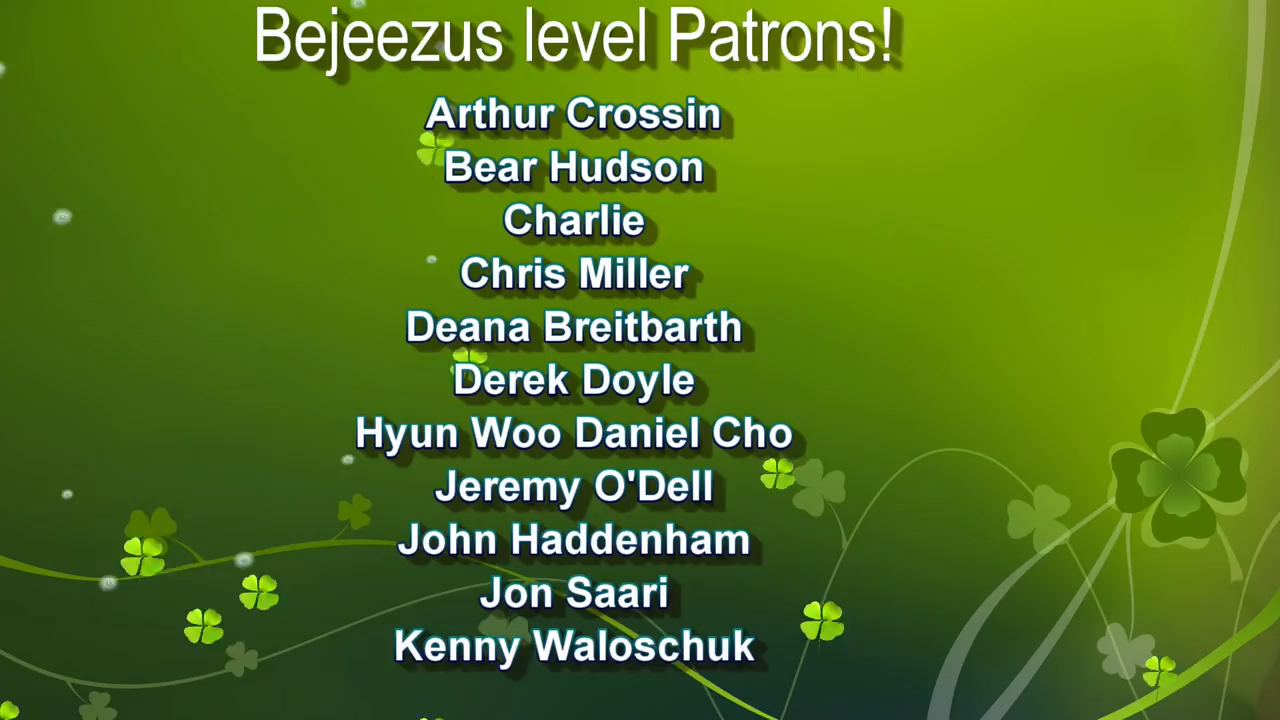 Bejeezus level Patrons!
Arthur Crossin
Bear Hudson
Charlie
Chris Miller
Deana Breitbarth
Derek Doyle
Hyun Woo Daniel Cho
Jeremy O'Dell
John Haddenham
Jon Saari
Kenny Waloschuk